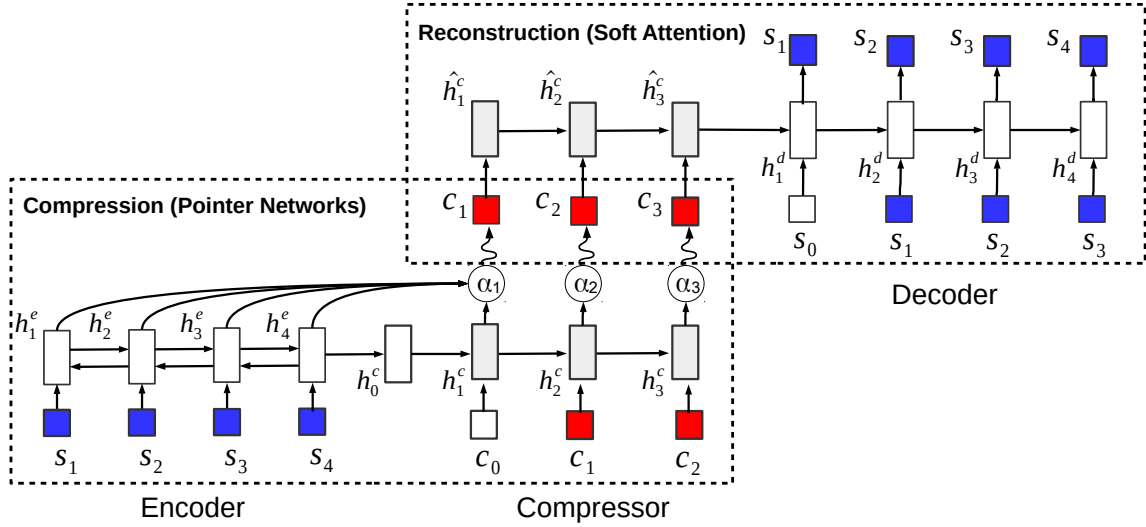 Reconstruction (Soft Attention)
s₁ s₂ s₃ s₄
ĥ₁ᶜ ĥ₂ᶜ ĥ₃ᶜ
h₁ᵈ h₂ᵈ h₃ᵈ h₄ᵈ
Compression (Pointer Networks)
c₁ c₂ c₃
s₀ s₁ s₂ s₃
α₁ α₂ α₃
Decoder
h₁ᵉ h₂ᵉ h₃ᵉ h₄ᵉ
h₀ᶜ h₁ᶜ h₂ᶜ h₃ᶜ
s₁ s₂ s₃ s₄ c₀ c₁ c₂
Encoder Compressor